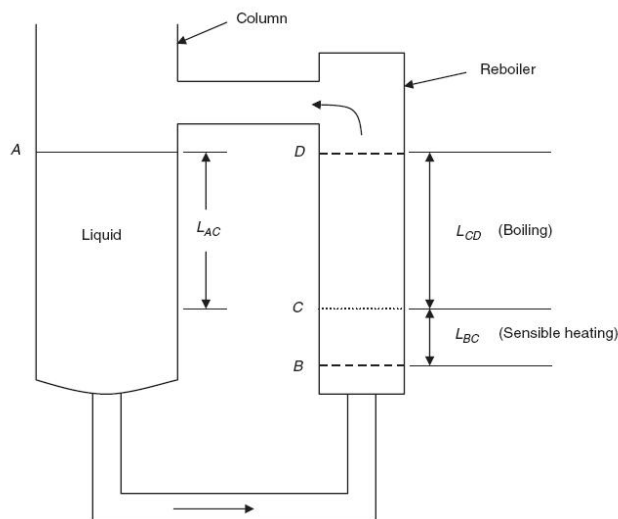 Column
Reboiler
A
D
L_AC
Liquid
L_CD (Boiling)
C
L_BC (Sensible heating)
B